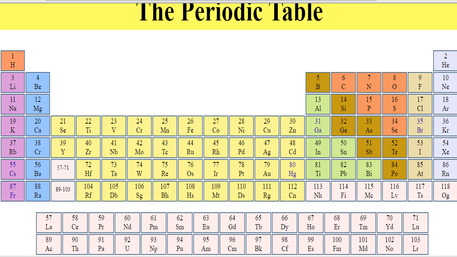 The Periodic Table
1 2
H He
3 4 5 6 7 8 9 10
Li Be B C N O F Ne
11 12 13 14 15 16 17 18
Na Mg Al Si P S Cl Ar
19 20 21 22 23 24 25 26 27 28 29 30 31 32 33 34 35 36
K Ca Sc Ti V Cr Mn Fe Co Ni Cu Zn Ga Ge As Se Br Kr
37 38 39 40 41 42 43 44 45 46 47 48 49 50 51 52 53 54
Rb Sr Y Zr Nb Mo Tc Ru Rh Pd Ag Cd In Sn Sb Te I Xe
55 56 57-71 72 73 74 75 76 77 78 79 80 81 82 83 84 85 86
Cs Ba Hf Ta W Re Os Ir Pt Au Hg Ti Pb Bi Po At Rn
87 88 89-103 104 105 106 107 108 109 110 111 112 113 114 115 116 117 118
Fr Ra Rf Db Sg Bh Hs Mt Ds Rg Cn Nh Fl Mc Lv Ts Og
57 58 59 60 61 62 63 64 65 66 67 68 69 70 71
La Ce Pr Nd Pm Sm Eu Gd Tb Dy Ho Er Tm Yb Lu
89 90 91 92 93 94 95 96 97 98 99 100 101 102 103
Ac Th Pa U Np Pu Am Cm Bk Cf Es Fm Md No Lr